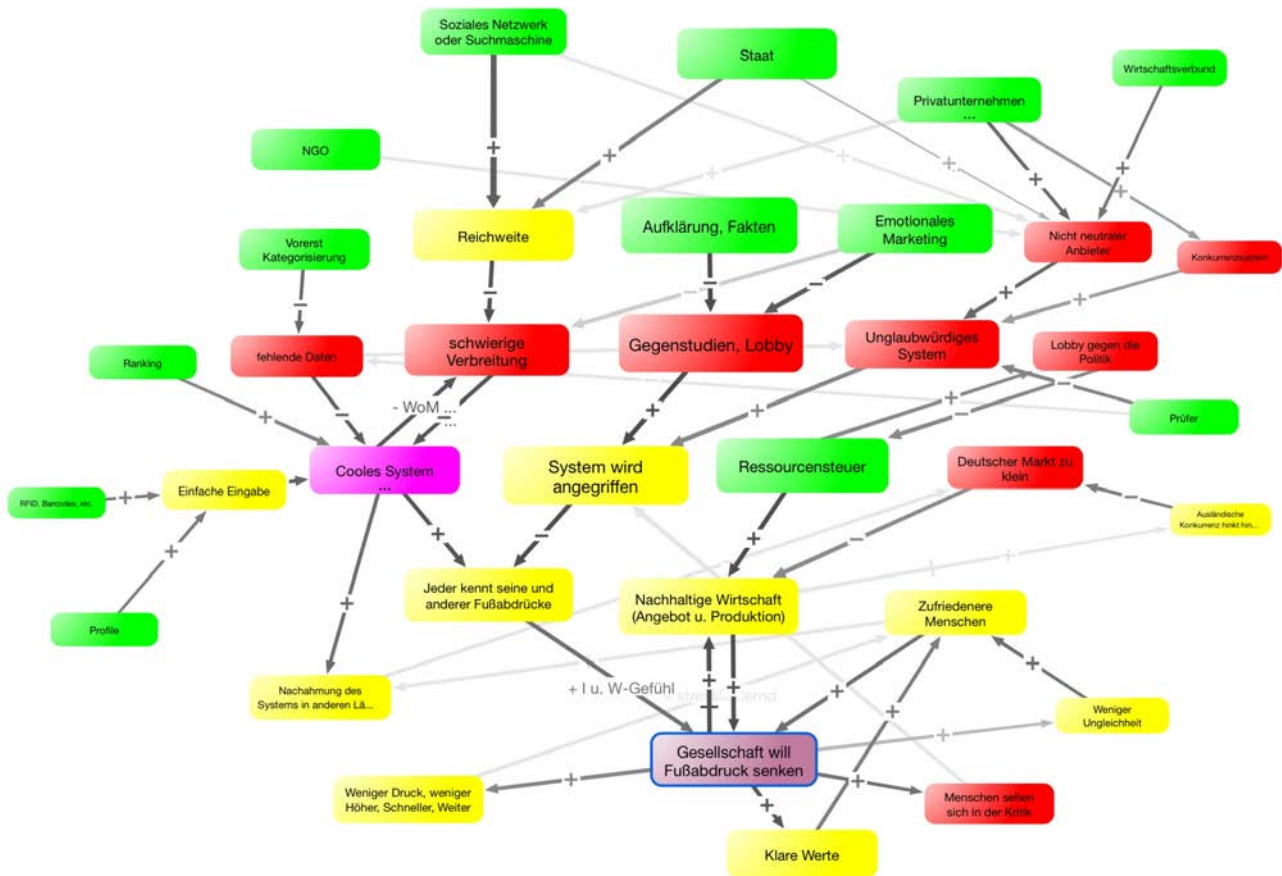 Soziales Netzwerk
oder Suchmaschine
Staat
Wirtschaftsverbund
Privatunternehmen
...
NGO
Reichweite
Aufklärung, Fakten
Emotionales
Marketing
Nicht neutraler
Anbieter
Konkurrenzsystem
Vorerst
Kategorisierung
fehlende Daten
schwierige
Verbreitung
Gegenstudien, Lobby
Unglaubwürdiges
System
Lobby gegen die
Politik
Ranking
- WoM ...
...
Prüfer
Cooles System
...
System wird
angegriffen
Ressourcensteuer
Deutscher Markt zu
klein
Einfache Eingabe
RFID, Barcodes, etc.
Ausländische
Konkurrenz hinkt hin...
Jeder kennt seine und
anderer Fußabdrücke
Nachhaltige Wirtschaft
(Angebot u. Produktion)
Zufriedenere
Menschen
Profile
Nachahmung des
Systems in anderen Lä...
+ I u. W-Gefühl
Weniger
Ungleichheit
Gesellschaft will
Fußabdruck senken
Weniger Druck, weniger
Höher, Schneller, Weiter
Menschen sehen
sich in der Kritik
Klare Werte